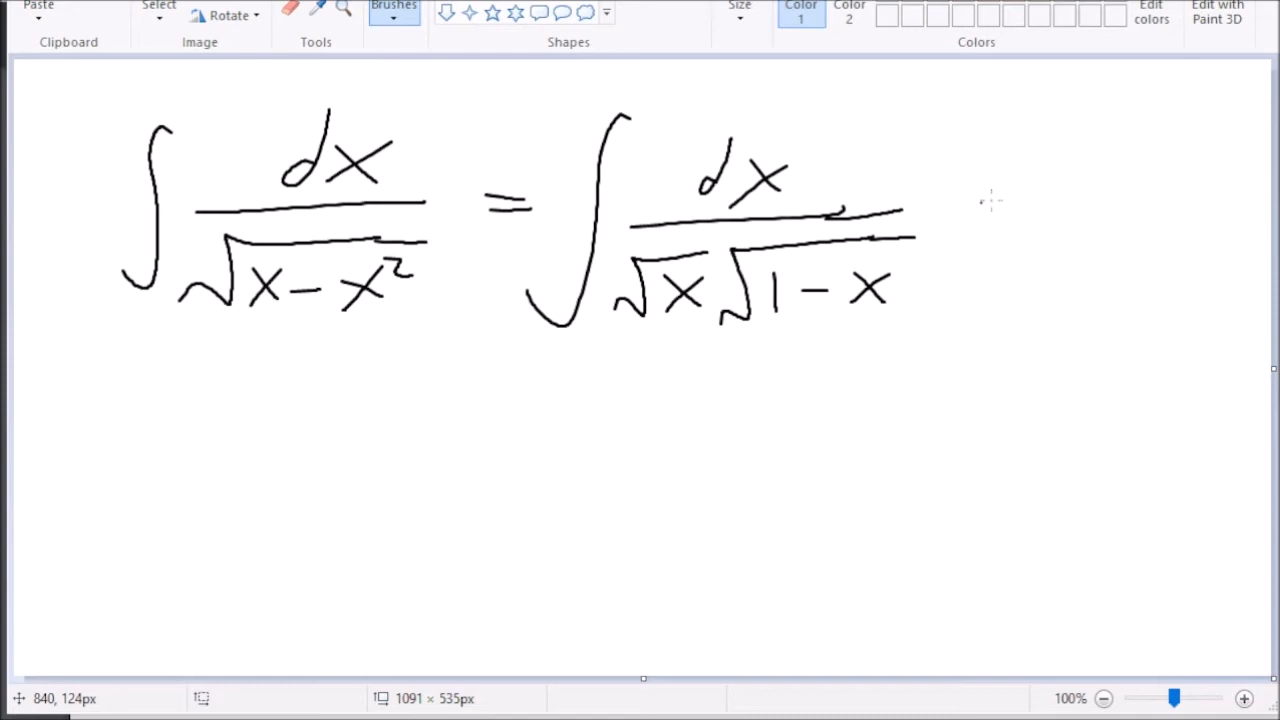 Paste Select Rotate Brushes Size Color 1 Color 2 Edit colors Edit with Paint 3D
Clipboard Image Tools Shapes Colors
∫ dx / √(x - x²) = ∫ dx / (√x √(1 - x))
840, 124px 1091 × 535px 100%